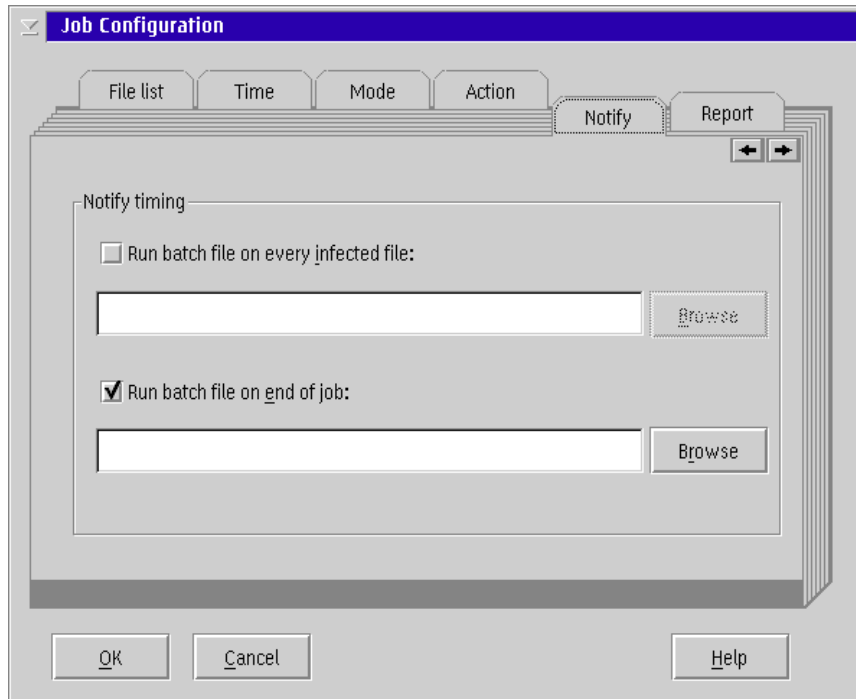 Job Configuration
File list Time Mode Action
Notify Report
Notify timing
Run batch file on every infected file:
Browse
Run batch file on end of job:
Browse
OK Cancel Help